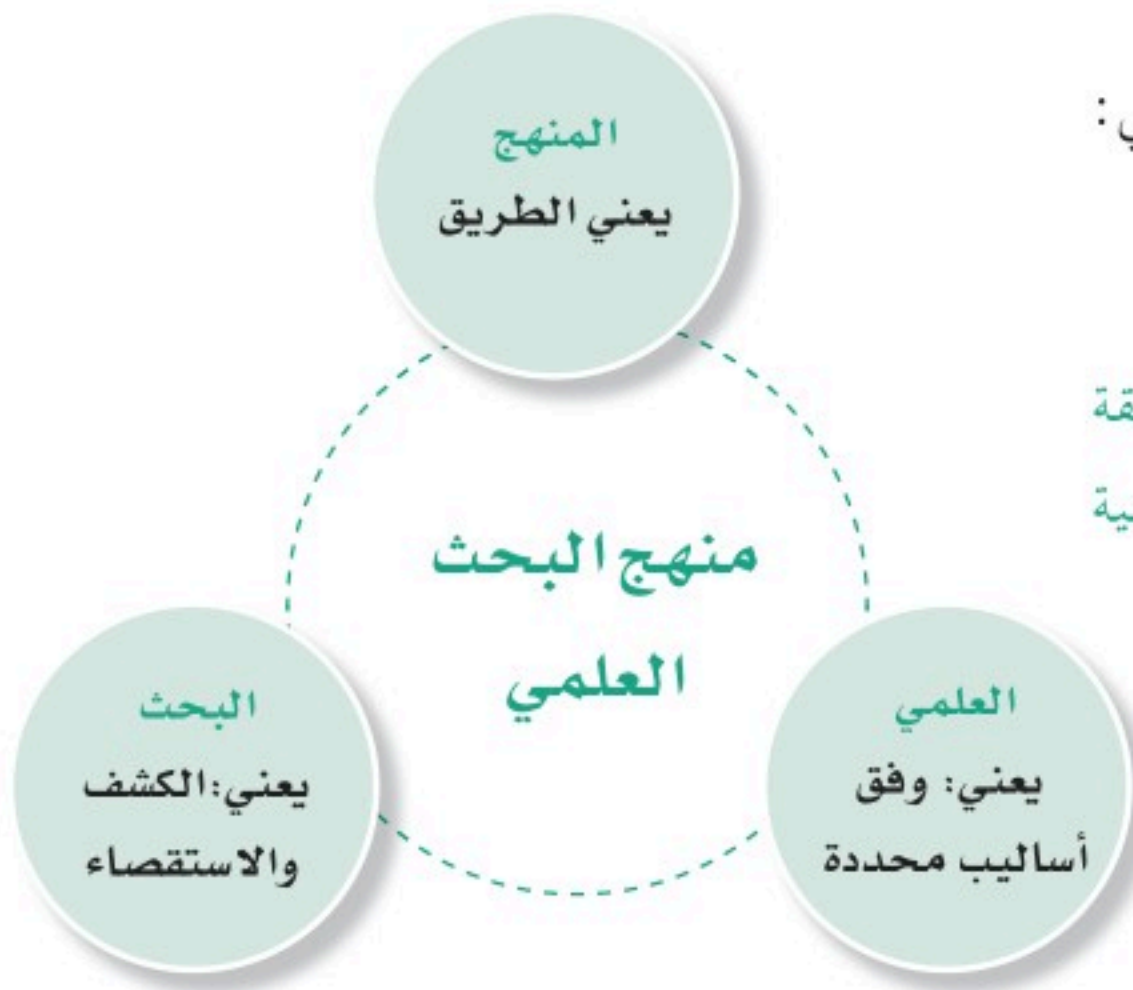 المنهج
يعني الطريق
منهج البحث
العلمي
العلمي
يعني: وفق
أساليب محددة
البحث
يعني:الكشف
والاستقصاء